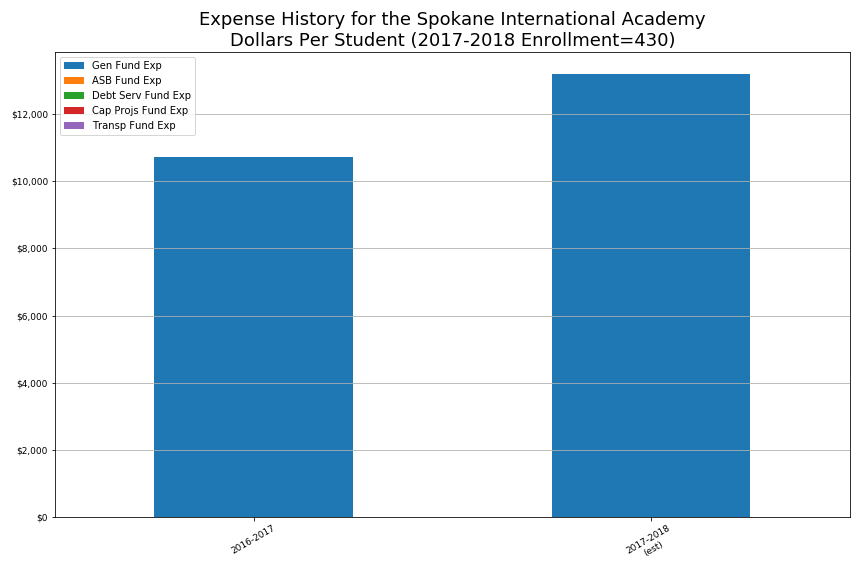 Expense History for the Spokane International Academy
Dollars Per Student (2017-2018 Enrollment=430)
Gen Fund Exp
ASB Fund Exp
Debt Serv Fund Exp
Cap Projs Fund Exp
Transp Fund Exp
$12,000
$10,000
$8,000
$6,000
$4,000
$2,000
$0
2016-2017
2017-2018
(est)